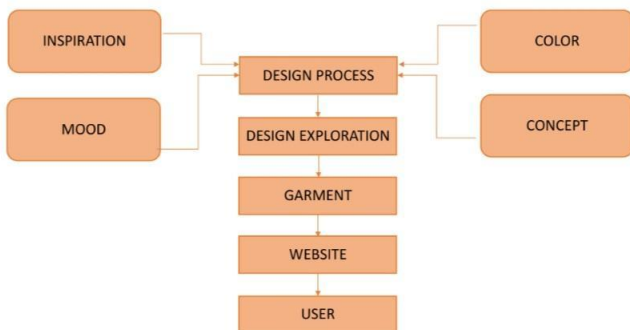 INSPIRATION
COLOR
DESIGN PROCESS
MOOD
CONCEPT
DESIGN EXPLORATION
GARMENT
WEBSITE
USER